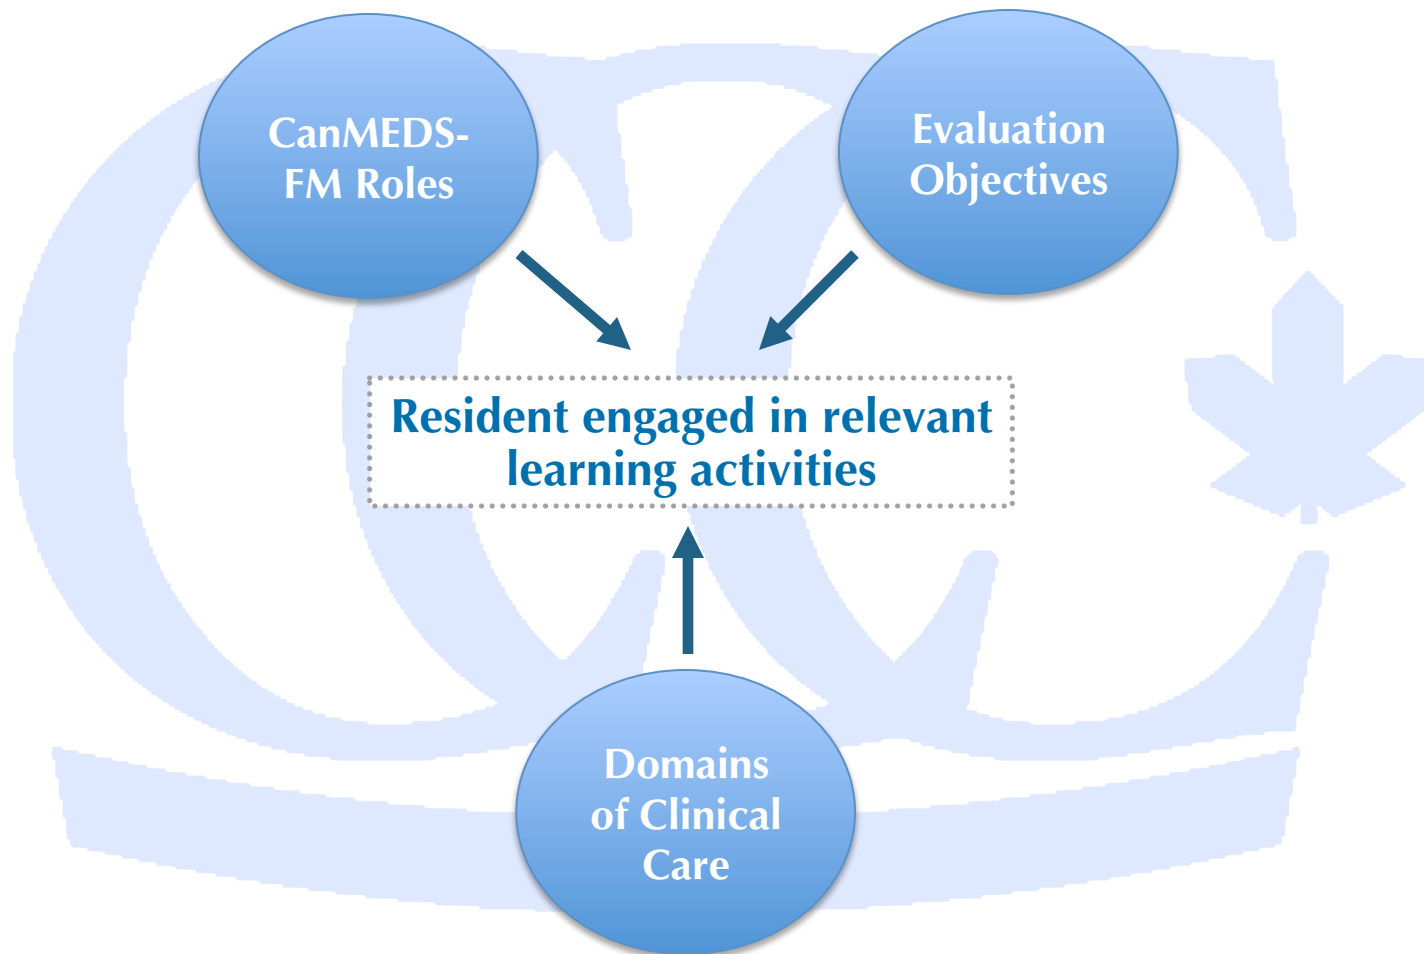 CanMEDS-
FM Roles
Evaluation
Objectives
Resident engaged in relevant
learning activities
Domains
of Clinical
Care